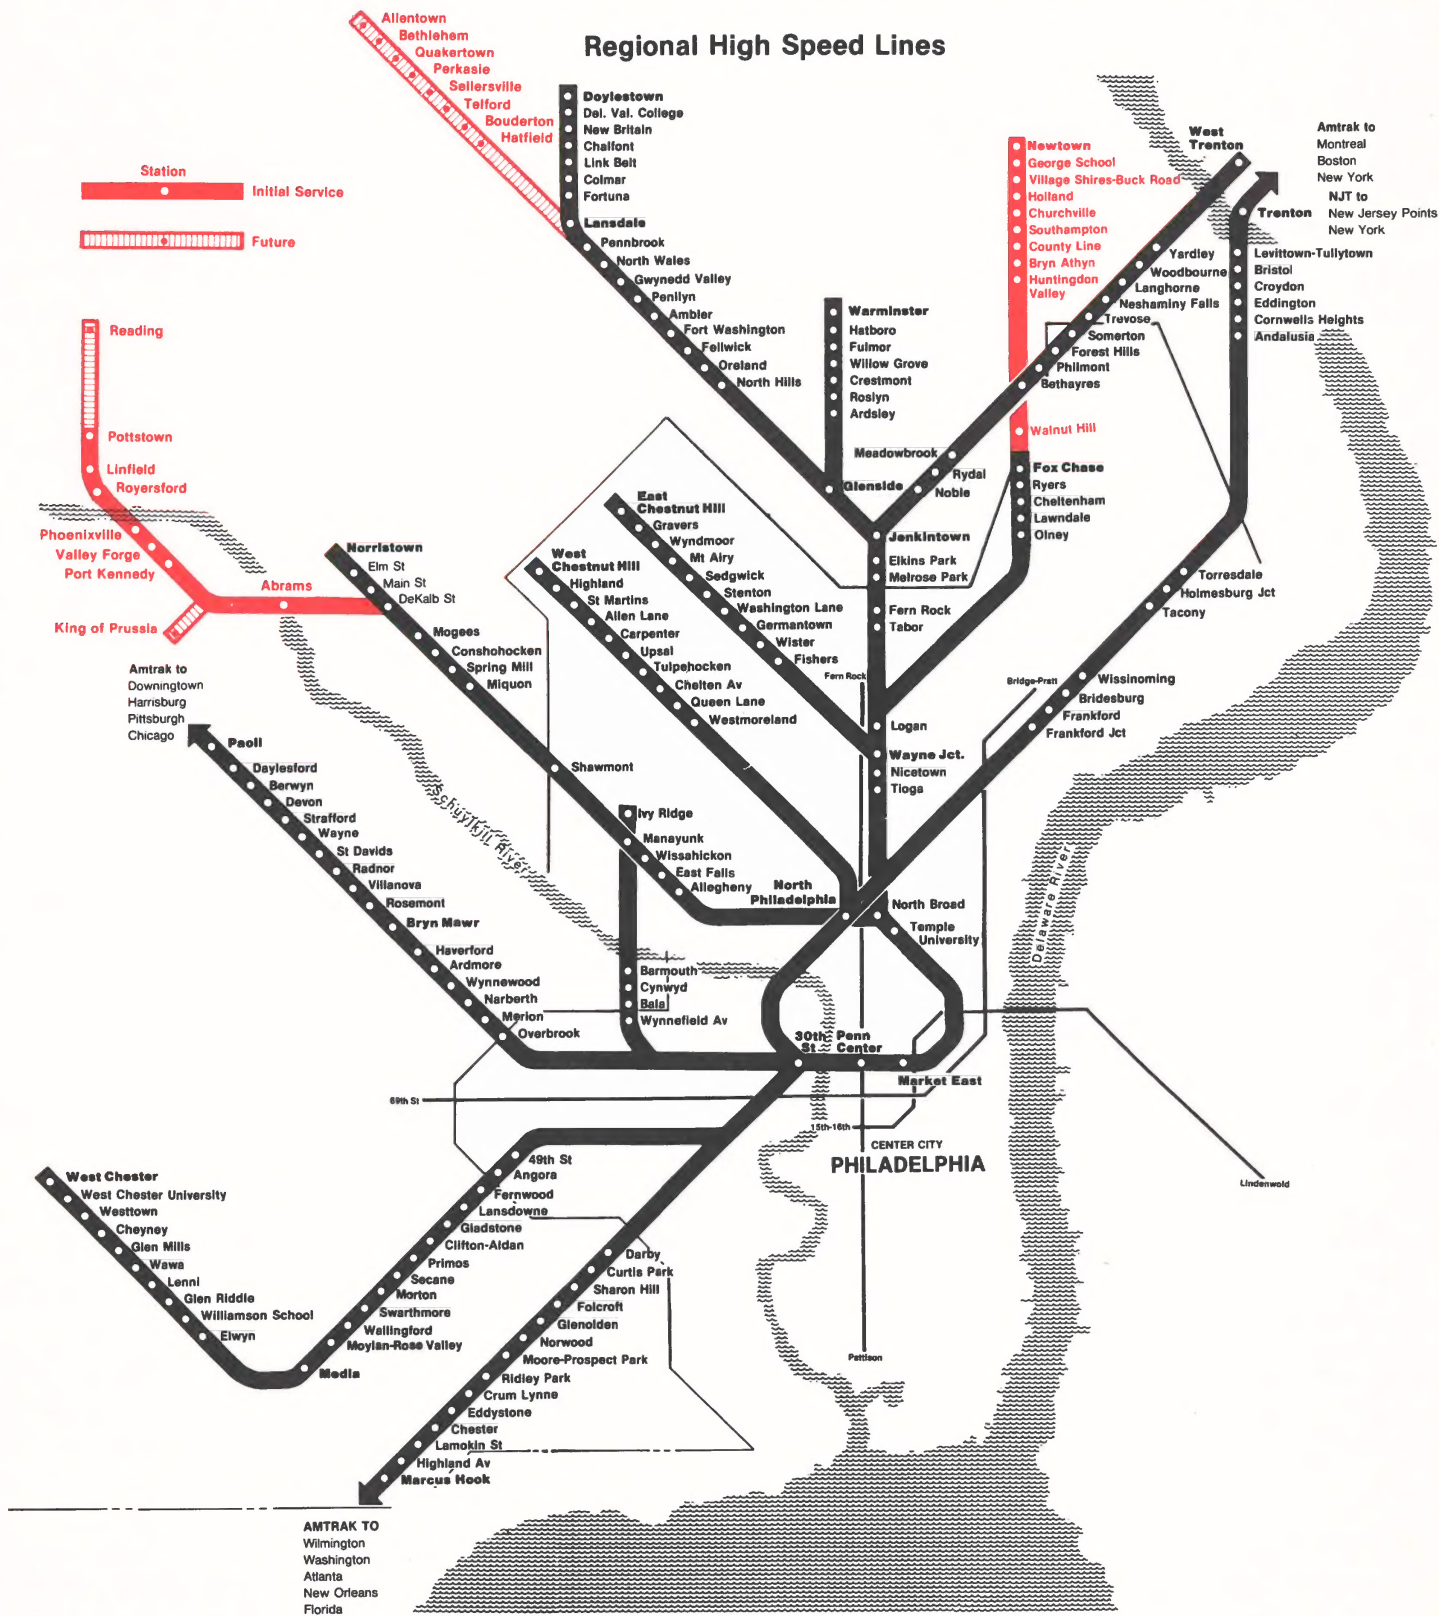 Regional High Speed Lines
Allentown
Bethlehem
Quakertown
Perkasie
Sellersville
Telford
Bouderton
Hatfield
Station
Initial Service
Future
Doylestown
Del. Val. College
New Britain
Chalfont
Link Belt
Colmar
Fortuna
Lansdale
Pennbrook
North Wales
Gwynedd Valley
Penllyn
Ambler
Fort Washington
Fellwick
Oreland
North Hills
Warminster
Hatboro
Fulmor
Willow Grove
Crestmont
Roslyn
Ardsley
Glenside
Newtown
George School
Village Shires-Buck Road
Holland
Churchville
Southampton
County Line
Bryn Athyn
Huntingdon
Valley
Walnut Hill
Fox Chase
Ryers
Cheltenham
Lawndale
Olney
West
Trenton
Yardley
Woodbourne
Langhorne
Neshaminy Falls
Trevose
Somerton
Forest Hills
Philmont
Bethayres
Meadowbrook
Rydal
Noble
Jenkintown
Elkins Park
Melrose Park
Fern Rock
Tabor
Fern Rock
Logan
Wayne Jct.
Nicetown
Tioga
Amtrak to
Montreal
Boston
New York
NJT to
New Jersey Points
New York
Trenton
Levittown-Tullytown
Bristol
Croydon
Eddington
Cornwells Heights
Andalusia
Torresdale
Holmesburg Jct
Tacony
Wissinoming
Bridesburg
Frankford
Frankford Jct
Bridge-Pratt
Reading
Pottstown
Linfield
Royersford
Phoenixville
Valley Forge
Port Kennedy
Abrams
King of Prussia
Norristown
Elm St
Main St
DeKalb St
Mogees
Conshohocken
Spring Mill
Miquon
Shawmont
Ivy Ridge
Manayunk
Wissahickon
East Falls
Allegheny
East
Chestnut Hill
Gravers
Wyndmoor
Mt Airy
Sedgwick
Stenton
Washington Lane
Germantown
Wister
Fishers
West
Chestnut Hill
Highland
St Martins
Allen Lane
Carpenter
Upsal
Tulpehocken
Chelten Av
Queen Lane
Westmoreland
North
Philadelphia
North Broad
Temple
University
Amtrak to
Downingtown
Harrisburg
Pittsburgh
Chicago
Paoli
Daylesford
Berwyn
Devon
Strafford
Wayne
St Davids
Radnor
Villanova
Rosemont
Bryn Mawr
Haverford
Ardmore
Wynnewood
Narberth
Merion
Overbrook
Schuylkill River
Barmouth
Cynwyd
Bala
Wynnefield Av
30th
St
Penn
Center
Market East
Delaware River
69th St
15th-16th
CENTER CITY
PHILADELPHIA
Lindenwold
Pattison
West Chester
West Chester University
Westtown
Cheyney
Glen Mills
Wawa
Lenni
Glen Riddle
Williamson School
Elwyn
Media
49th St
Angora
Fernwood
Lansdowne
Gladstone
Clifton-Aldan
Primos
Secane
Morton
Swarthmore
Wallingford
Moylan-Rose Valley
Darby
Curtis Park
Sharon Hill
Folcroft
Glenolden
Norwood
Moore-Prospect Park
Ridley Park
Crum Lynne
Eddystone
Chester
Lamokin St
Highland Av
Marcus Hook
AMTRAK TO
Wilmington
Washington
Atlanta
New Orleans
Florida